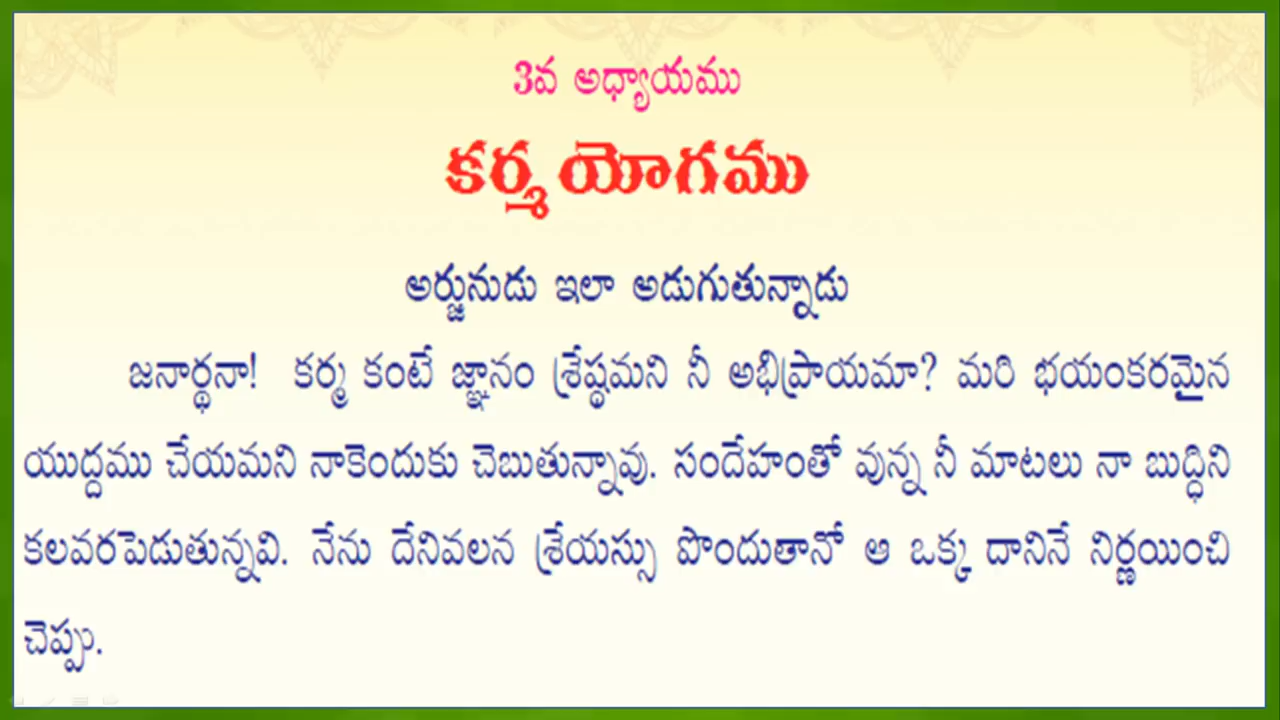 3వ అధ్యాయము
కర్మ యోగము
అర్జునుడు ఇలా అడుగుతున్నాడు
జనార్థనా! కర్మ కంటే జ్ఞానం శ్రేష్ఠమని నీ అభిప్రాయమా? మరి భయంకరమైన
యుద్దము చేయమని నాకెందుకు చెబుతున్నావు. సందేహంతో వున్న నీ మాటలు నా బుద్ధిని
కలవరపెడుతున్నవి. నేను దేనివలన శ్రేయస్సు పొందుతానో ఆ ఒక్క దానినే నిర్ణయించి
చెప్పు.